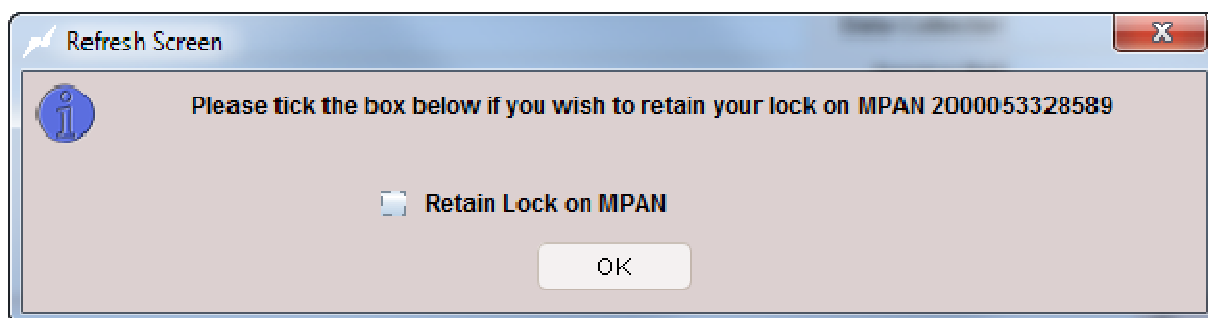 Refresh Screen
Please tick the box below if you wish to retain your lock on MPAN 2000053328589
Retain Lock on MPAN
OK